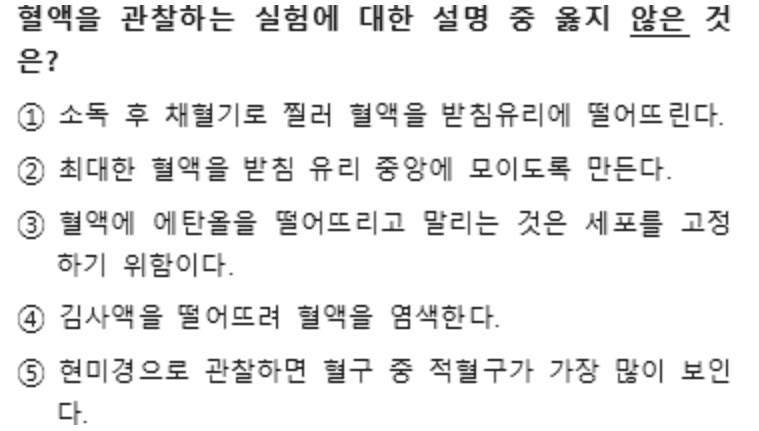 혈액을 관찰하는 실험에 대한 설명 중 옳지 않은 것
은?
① 소독 후 채혈기로 찔러 혈액을 받침유리에 떨어뜨린다.
② 최대한 혈액을 받침 유리 중앙에 모이도록 만든다.
③ 혈액에 에탄올을 떨어뜨리고 말리는 것은 세포를 고정
하기 위함이다.
④ 김사액을 떨어뜨려 혈액을 염색한다.
⑤ 현미경으로 관찰하면 혈구 중 적혈구가 가장 많이 보인
다.